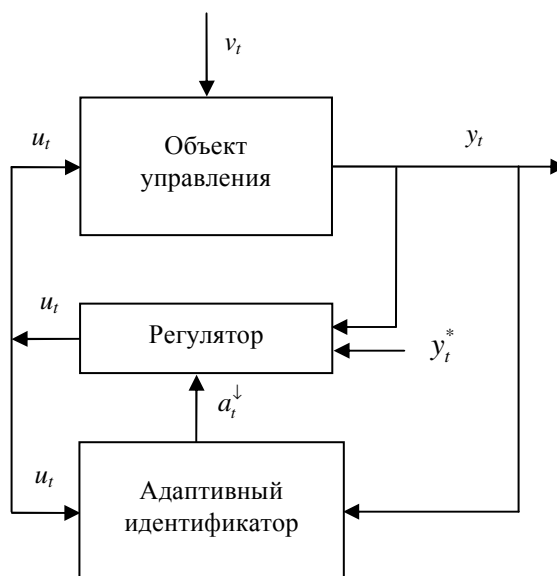 v_t
u_t
Объект
управления
y_t
u_t
Регулятор
y_t^*
a_t^↓
u_t
Адаптивный
идентификатор